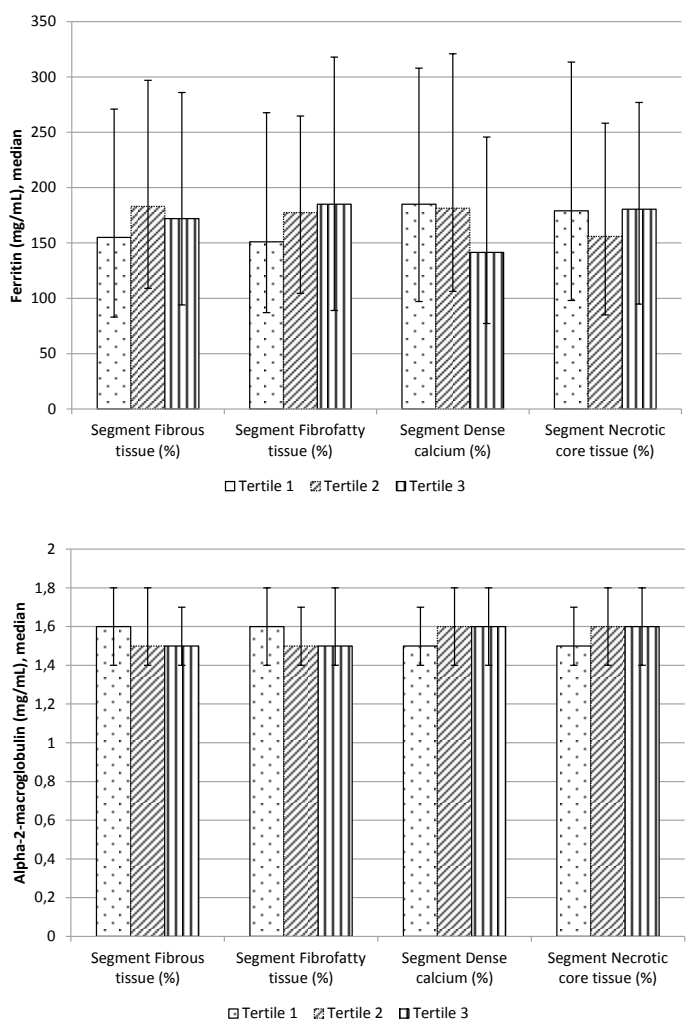 Ferritin (mg/mL), median
350
300
250
200
150
100
50
0
Segment Fibrous
tissue (%)
Segment Fibrofatty
tissue (%)
Segment Dense
calcium (%)
Segment Necrotic
core tissue (%)
Tertile 1 Tertile 2 Tertile 3
Alpha-2-macroglobulin (mg/mL), median
2
1,8
1,6
1,4
1,2
1
0,8
0,6
0,4
0,2
0
Segment Fibrous
tissue (%)
Segment Fibrofatty
tissue (%)
Segment Dense
calcium (%)
Segment Necrotic
core tissue (%)
Tertile 1 Tertile 2 Tertile 3